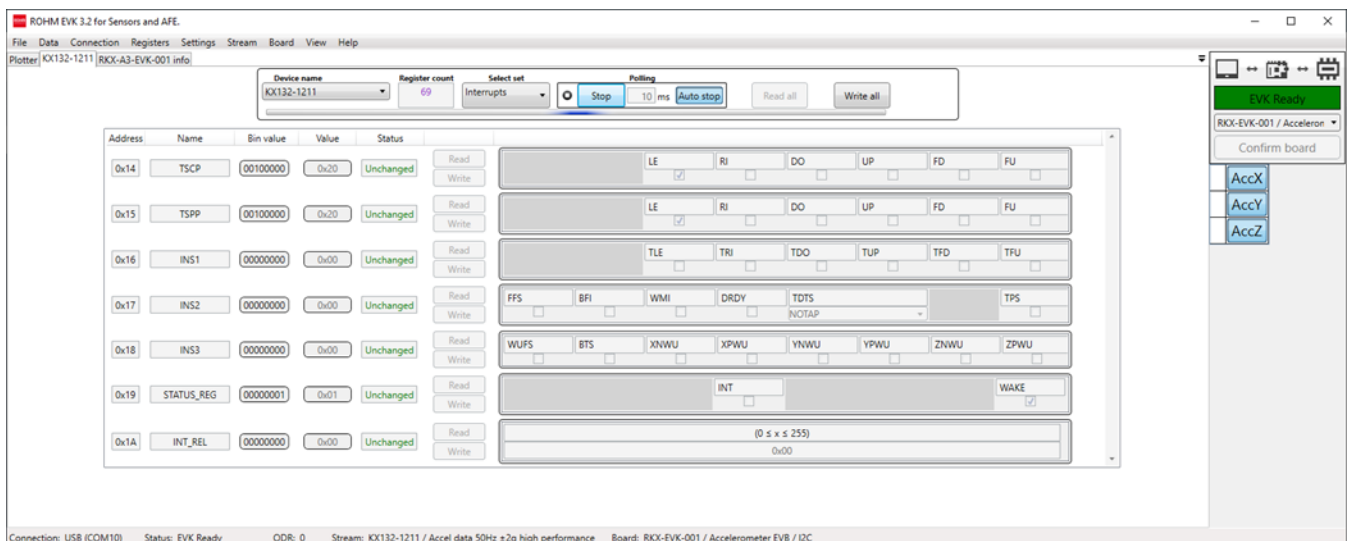 ROHM EVK 3.2 for Sensors and AFE.
File Data Connection Registers Settings Stream Board View Help
Plotter KX132-1211 RKX-A3-EVK-001 info
Device name Register count Select set Polling
KX132-1211 69 Interrupts Stop 10 ms Auto stop Read all Write all
EVK Ready
RKX-EVK-001 / Acceleron
Confirm board
AccX
AccY
AccZ
Address Name Bin value Value Status
0x14 TSCP 00100000 0x20 Unchanged Read Write LE RI DO UP FD FU
0x15 TSPP 00100000 0x20 Unchanged Read Write LE RI DO UP FD FU
0x16 INS1 00000000 0x00 Unchanged Read Write TLE TRI TDO TUP TFD TFU
0x17 INS2 00000000 0x00 Unchanged Read Write FFS BFI WMI DRDY TDTS NOTAP TPS
0x18 INS3 00000000 0x00 Unchanged Read Write WUFS BTS XNWU XPWU YNWU YPWU ZNWU ZPWU
0x19 STATUS_REG 00000001 0x01 Unchanged Read Write INT WAKE
0x1A INT_REL 00000000 0x00 Unchanged Read Write (0 ≤ x ≤ 255) 0x00
Connection: USB (COM10) Status: EVK Ready ODR: 0 Stream: KX132-1211 / Accel data 50Hz ±2g high performance Board: RKX-EVK-001 / Accelerometer EVB / I2C